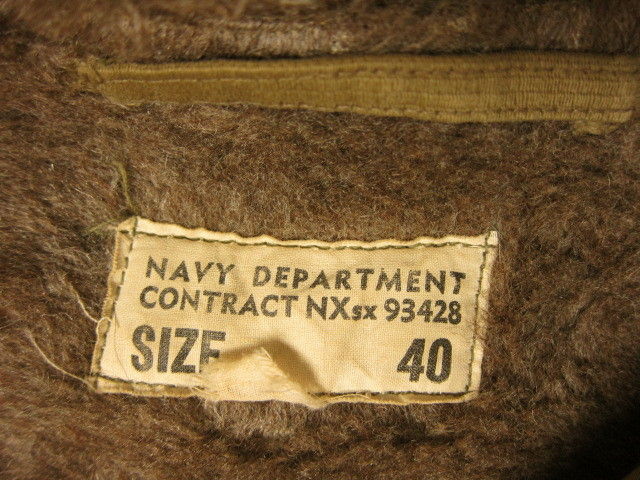 NAVY DEPARTMENT
CONTRACT NXsx 93428
SIZE 40